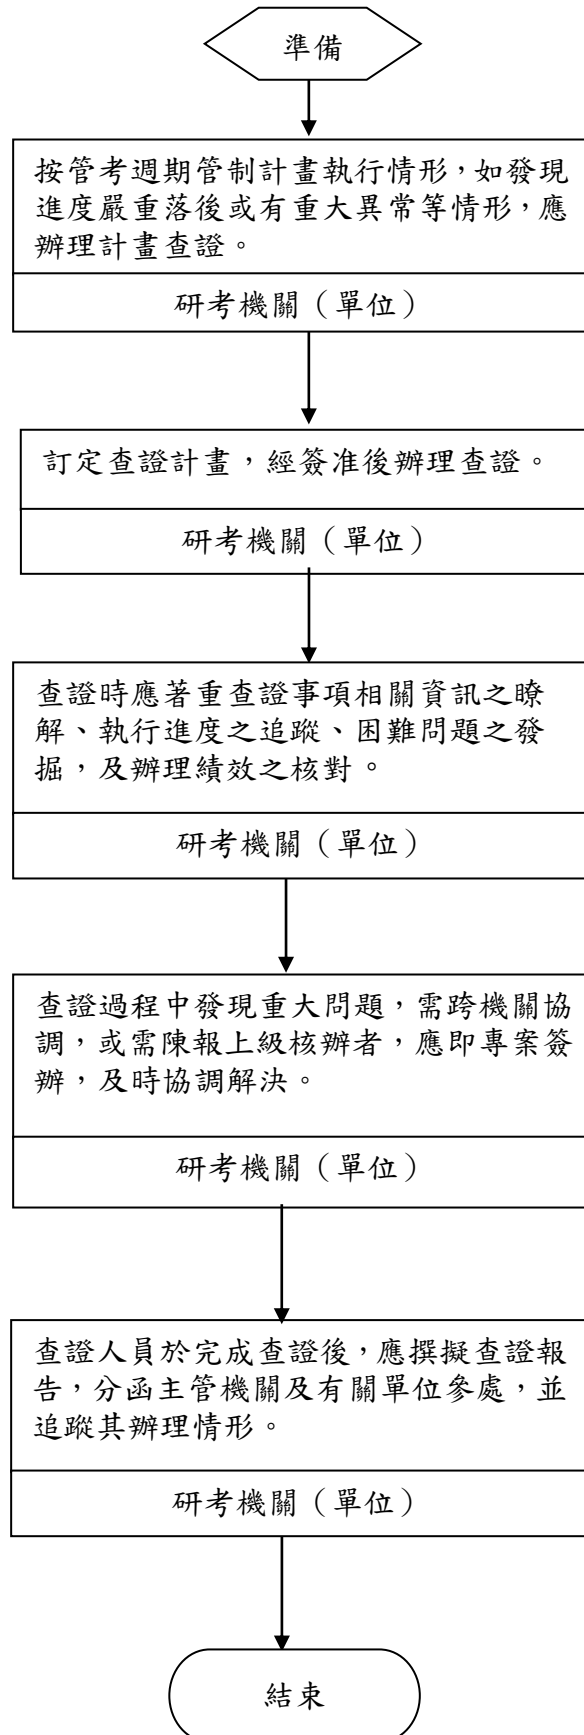 準備
按管考週期管制計畫執行情形，如發現
進度嚴重落後或有重大異常等情形，應
辦理計畫查證。
研考機關（單位）
訂定查證計畫，經簽准後辦理查證。
研考機關（單位）
查證時應著重查證事項相關資訊之瞭
解、執行進度之追蹤、困難問題之發
掘，及辦理績效之核對。
研考機關（單位）
查證過程中發現重大問題，需跨機關協
調，或需陳報上級核辦者，應即專案簽
辦，及時協調解決。
研考機關（單位）
查證人員於完成查證後，應撰擬查證報
告，分函主管機關及有關單位參處，並
追蹤其辦理情形。
研考機關（單位）
結束